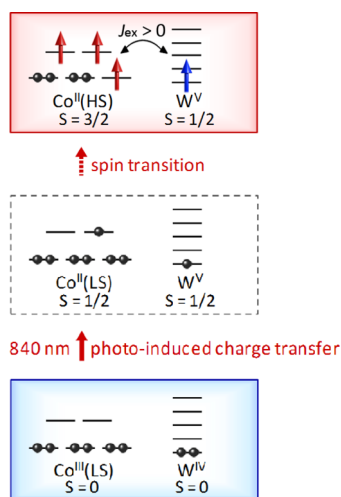 Jex > 0
Co^II(HS) W^V
S = 3/2 S = 1/2
spin transition
Co^II(LS) W^V
S = 1/2 S = 1/2
840 nm photo-induced charge transfer
Co^III(LS) W^IV
S = 0 S = 0